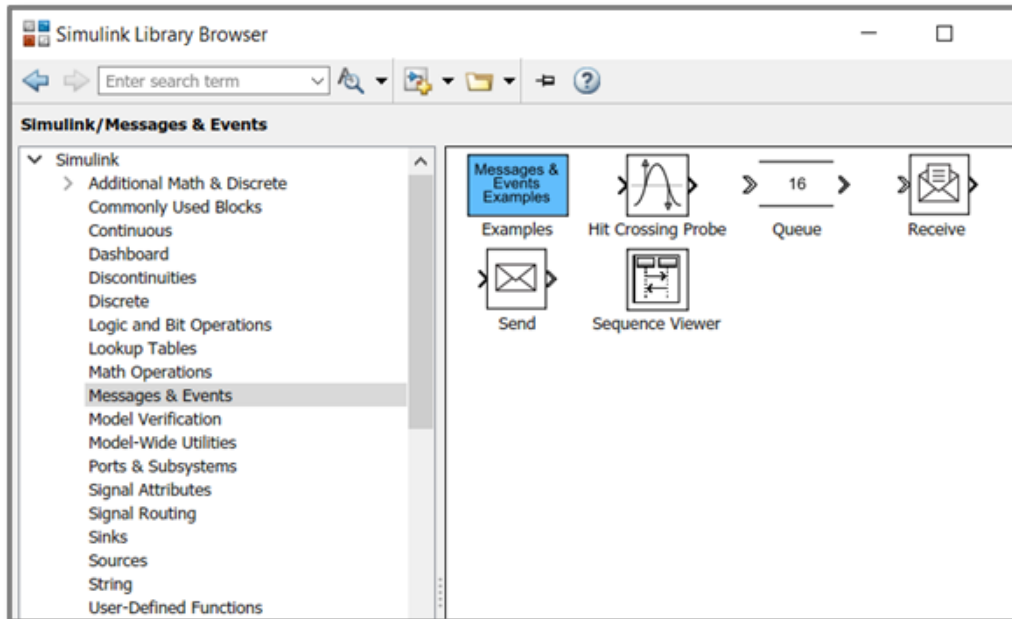 Simulink Library Browser
Enter search term
Simulink/Messages & Events
Simulink
Additional Math & Discrete
Commonly Used Blocks
Continuous
Dashboard
Discontinuities
Discrete
Logic and Bit Operations
Lookup Tables
Math Operations
Messages & Events
Model Verification
Model-Wide Utilities
Ports & Subsystems
Signal Attributes
Signal Routing
Sinks
Sources
String
User-Defined Functions
Messages &
Events
Examples
Examples
Hit Crossing Probe
16
Queue
Receive
Send
Sequence Viewer